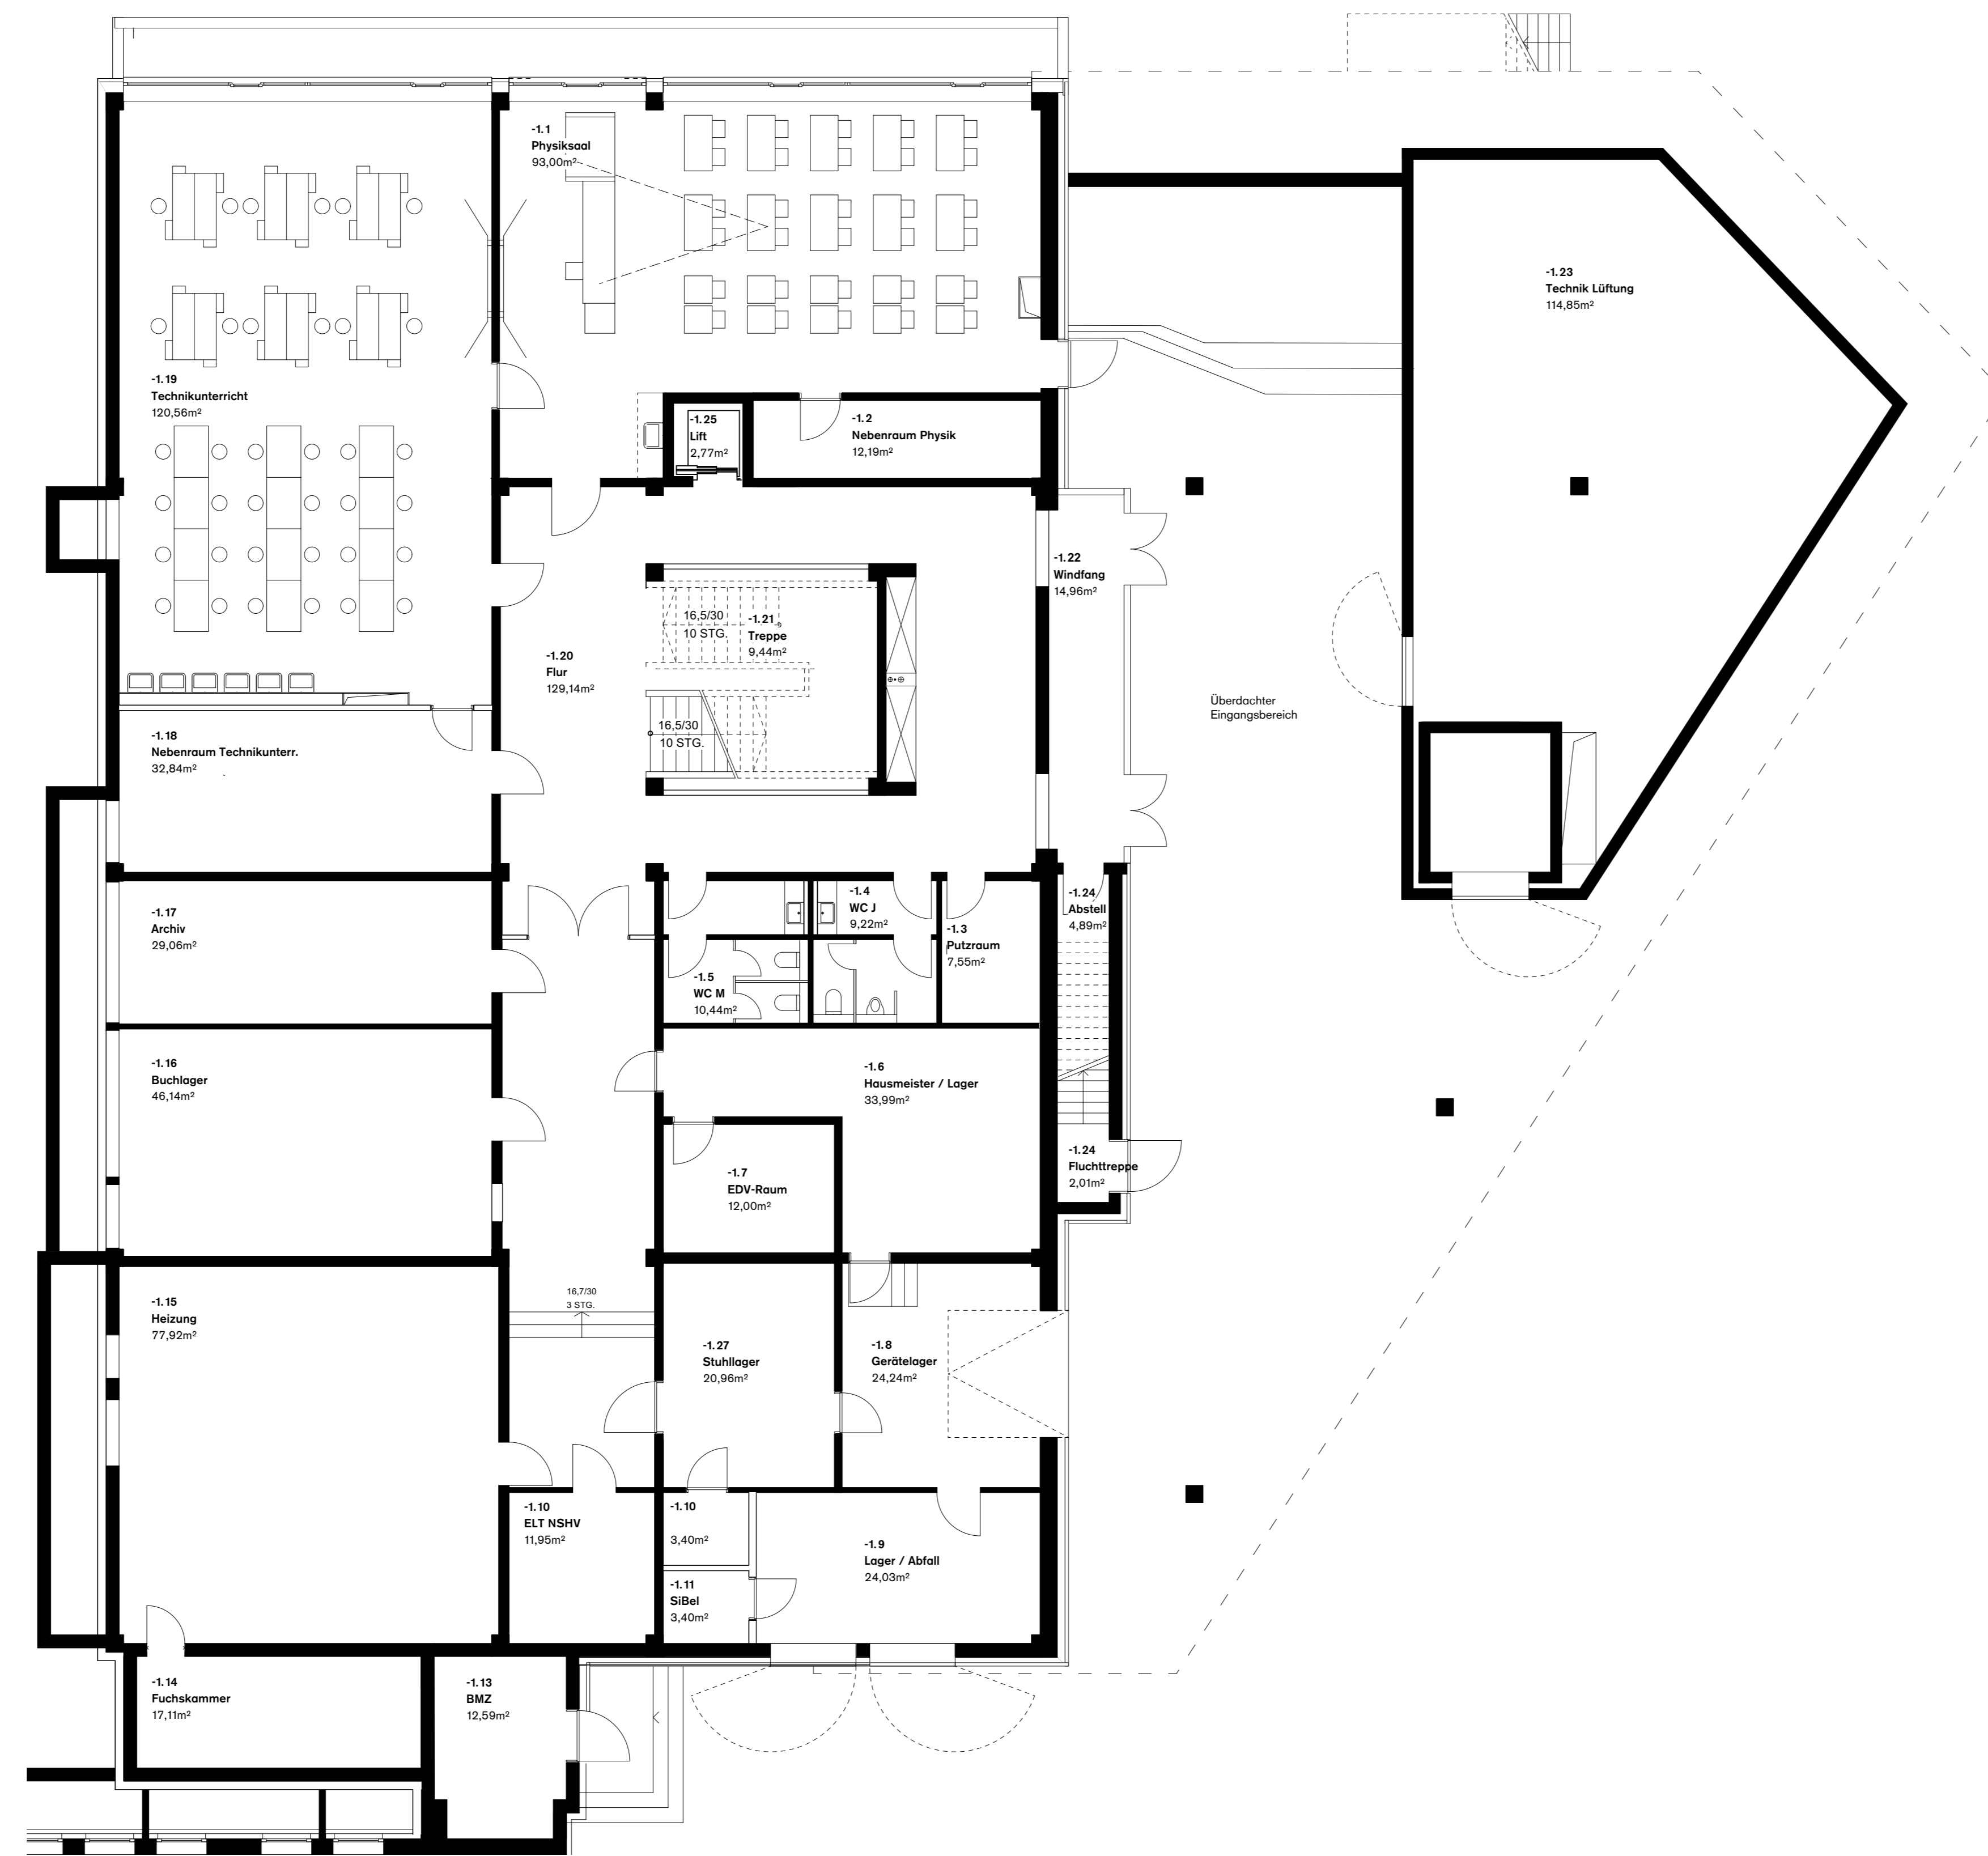 -1.1
Physiksaal
93,00m²
-1.23
Technik Lüftung
114,85m²
-1.19
Technikunterricht
120,56m²
-1.25
Lift
2,77m²
-1.2
Nebenraum Physik
12,19m²
-1.22
Windfang
14,96m²
16,5/30
10 STG.
-1.21
Treppe
9,44m²
-1.20
Flur
129,14m²
16,5/30
10 STG.
Überdachter
Eingangsbereich
-1.18
Nebenraum Technikunterr.
32,84m²
-1.17
Archiv
29,06m²
-1.4
WC J
9,22m²
-1.3
Putzraum
7,55m²
-1.24
Abstell
4,89m²
-1.5
WC M
10,44m²
-1.16
Buchlager
46,14m²
-1.6
Hausmeister / Lager
33,99m²
-1.7
EDV-Raum
12,00m²
-1.24
Fluchttreppe
2,01m²
-1.15
Heizung
77,92m²
16,7/30
3 STG.
-1.27
Stuhllager
20,96m²
-1.8
Gerätelager
24,24m²
-1.10
ELT NSHV
11,95m²
-1.10
3,40m²
-1.9
Lager / Abfall
24,03m²
-1.11
SiBel
3,40m²
-1.14
Fuchskammer
17,11m²
-1.13
BMZ
12,59m²